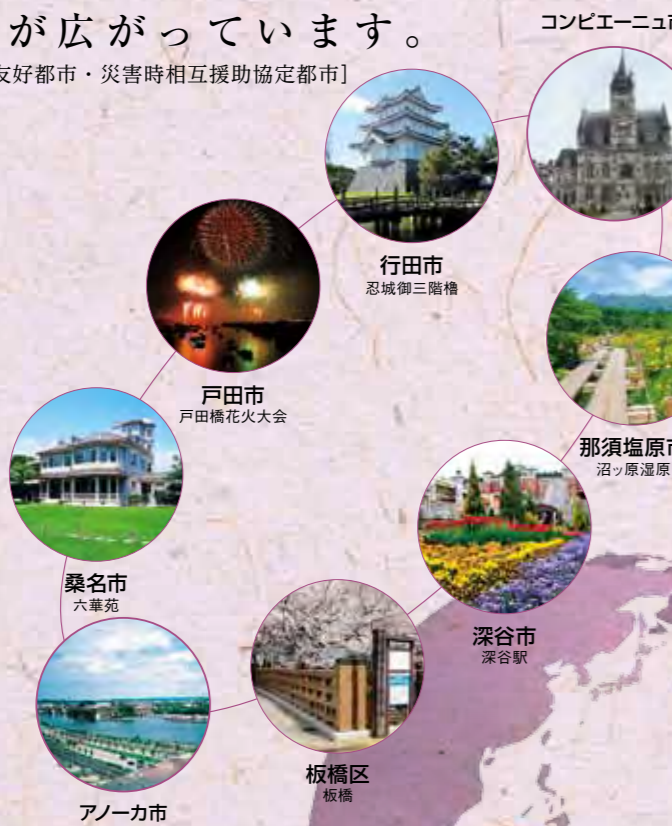 が広がっています。
友好都市・災害時相互援助協定都市]
コンピエーニュ市
行田市
忍城御三階櫓
戸田市
戸田橋花火大会
那須塩原市
沼ッ原湿原
桑名市
六華苑
深谷市
深谷駅
板橋区
板橋
アノーカ市